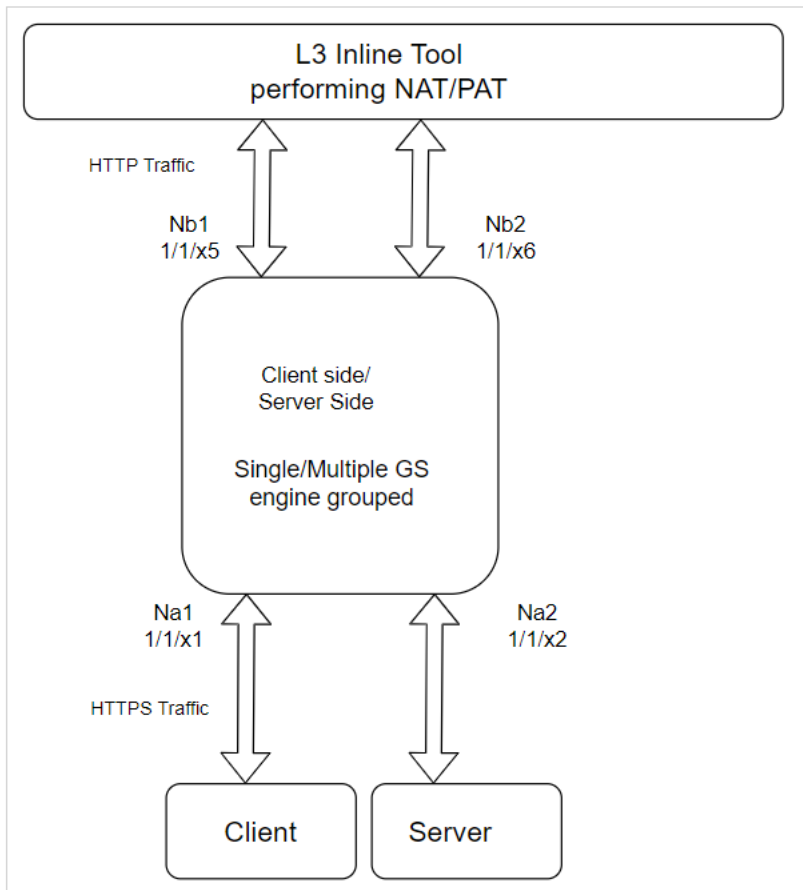 L3 Inline Tool
performing NAT/PAT
HTTP Traffic
Nb1
1/1/x5
Nb2
1/1/x6
Client side/
Server Side
Single/Multiple GS
engine grouped
Na1
1/1/x1
Na2
1/1/x2
HTTPS Traffic
Client
Server